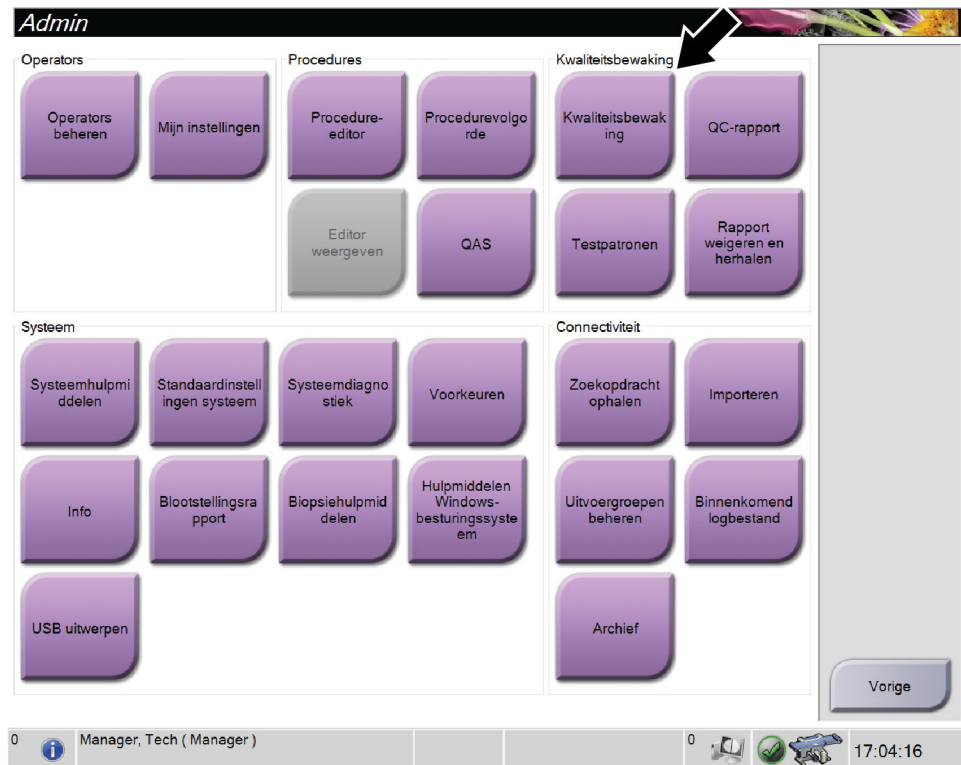 Admin
Operators
Operators
beheren
Mijn instellingen
Procedures
Procedure-
editor
Procedurevolgo
rde
Editor
weergeven
QAS
Kwaliteitsbewaking
Kwaliteitsbewak
ing
QC-rapport
Testpatronen
Rapport
weigeren en
herhalen
Systeem
Systeemhulpmi
ddelen
Standaardinstell
ingen systeem
Systeemdiagno
stiek
Voorkeuren
Info
Blootstellingsra
pport
Biopsiehulpmid
delen
Hulpmiddelen
Windows-
besturingssyste
em
USB uitwerpen
Connectiviteit
Zoekopdracht
ophalen
Importeren
Uitvoergroepen
beheren
Binnenkomend
logbestand
Archief
Vorige
0
Manager, Tech ( Manager )
0
17:04:16